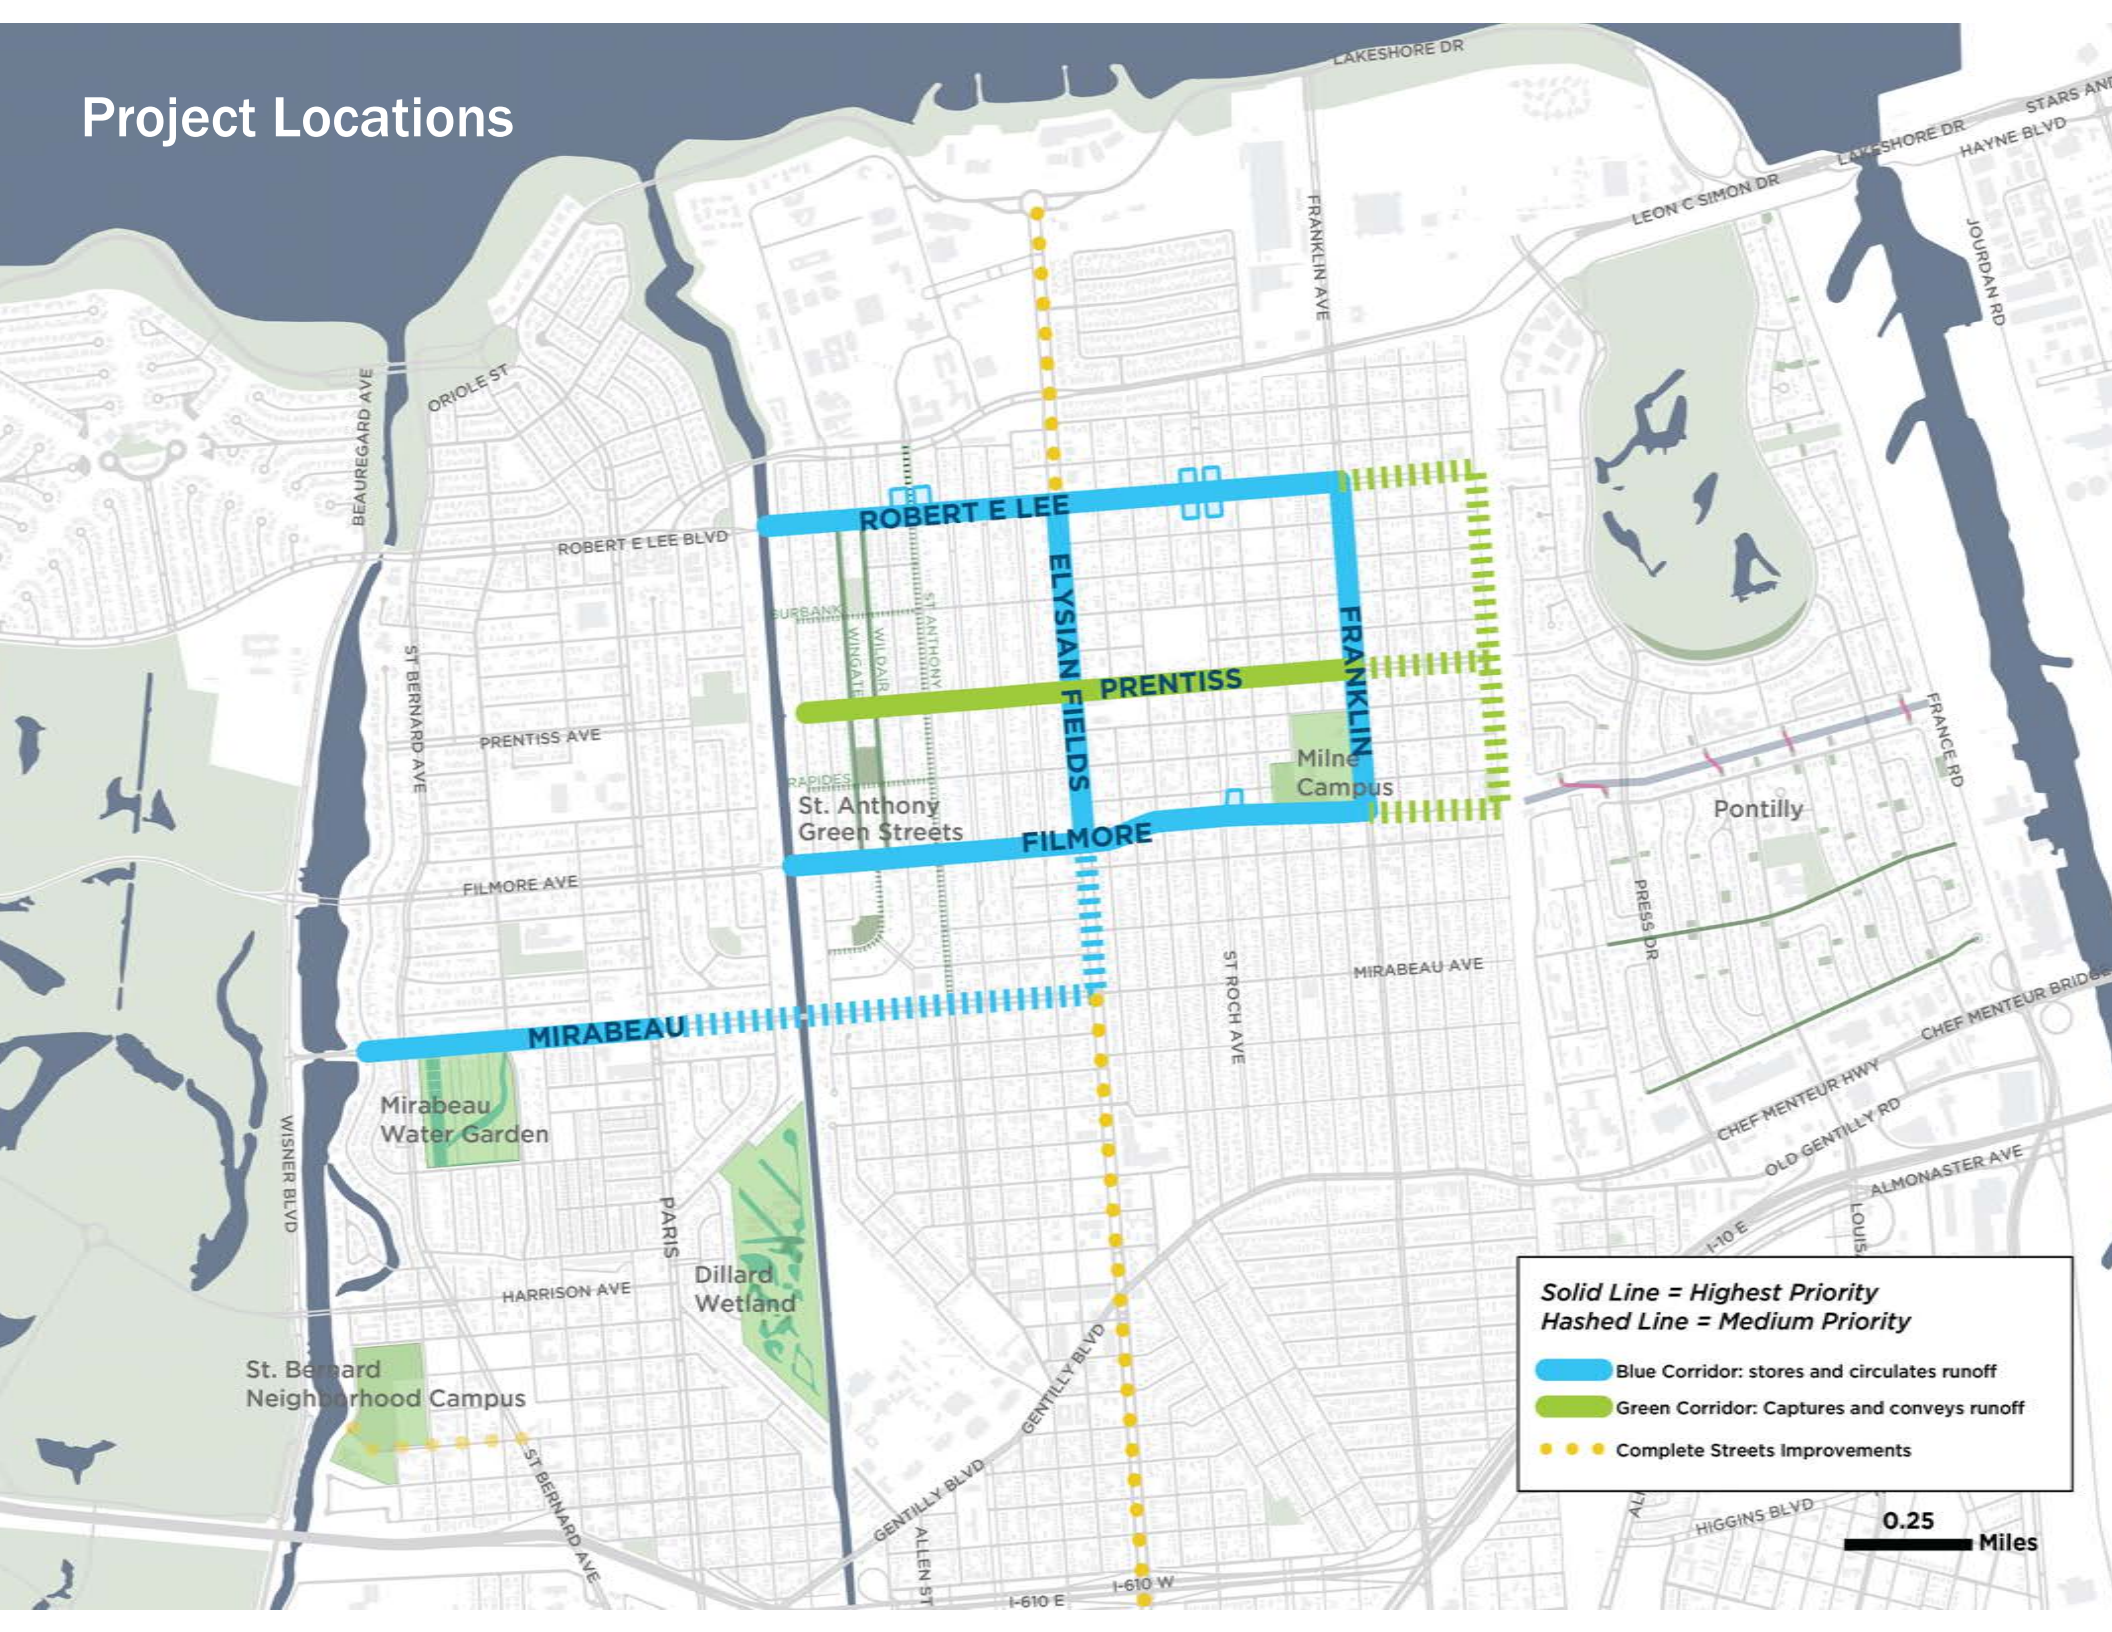 Project Locations
LAKESHORE DR
STARS AND
LAKESHORE DR
HAYNE BLVD
LEON C SIMON DR
FRANKLIN AVE
JOURDAN RD
BEAUREGARD AVE
ORIOLE ST
ROBERT E LEE
ROBERT E LEE BLVD
ELYSIAN FIELDS
FRANKLIN
BURBANK
WINGATE
WILDAIR
ST ANTHONY
ST BERNARD AVE
PRENTISS
PRENTISS AVE
FRANCE RD
Milne
Campus
RAPIDES
St. Anthony
Green Streets
Pontilly
FILMORE
FILMORE AVE
PRESS DR
ST ROCH AVE
MIRABEAU AVE
CHEF MENTEUR BRIDGE
MIRABEAU
Mirabeau
Water Garden
WISNER BLVD
CHEF MENTEUR HWY
OLD GENTILLY RD
ALMONASTER AVE
PARIS
LOUIS
I-10 E
Dillard
Wetland
HARRISON AVE
GENTILLY BLVD
St. Bernard
Neighborhood Campus
Solid Line = Highest Priority
Hashed Line = Medium Priority
Blue Corridor: stores and circulates runoff
Green Corridor: Captures and conveys runoff
Complete Streets Improvements
ST BERNARD AVE
GENTILLY BLVD
ALLEN ST
HIGGINS BLVD
0.25
Miles
I-610 W
I-610 E